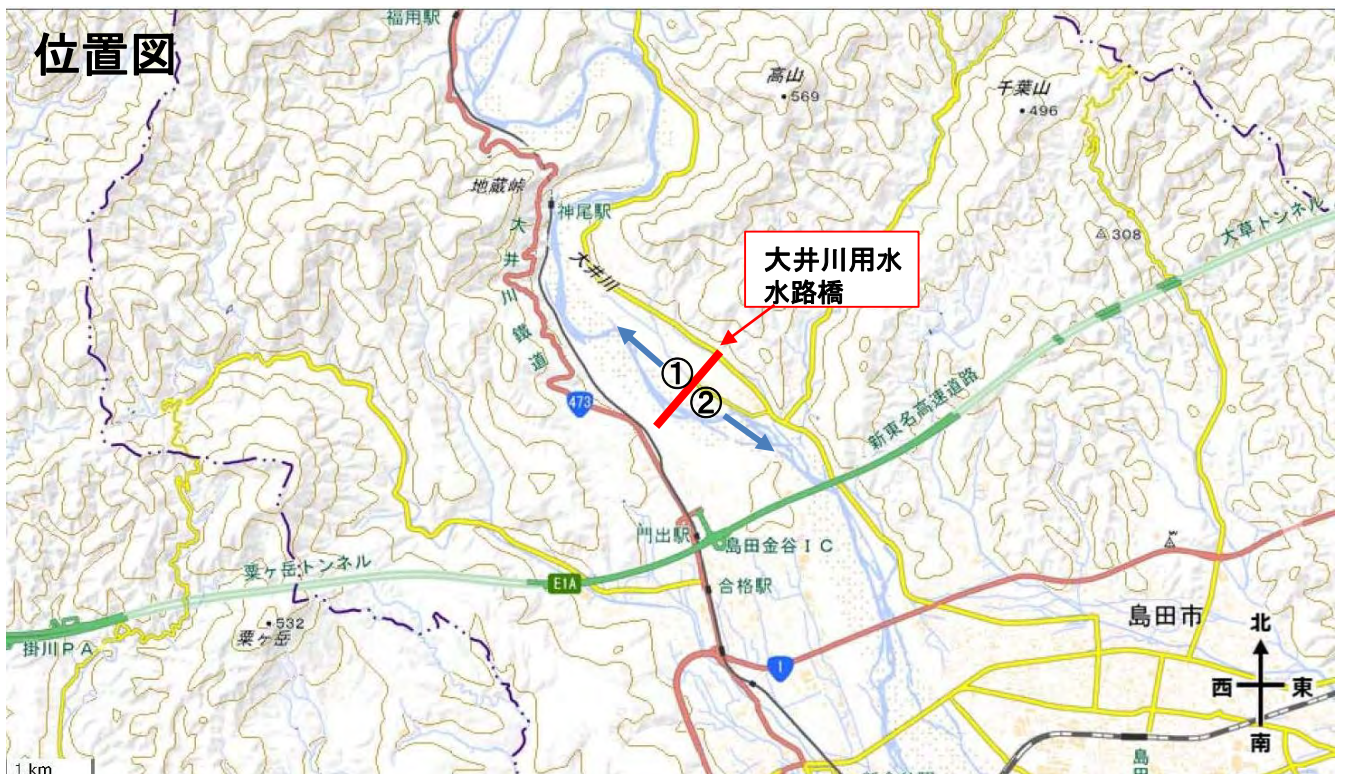 福用駅
位置図
高山
・569
千葉山
・496
地蔵峠
神尾駅
大井川鐵道
大井川
308
大草トンネル
大井川用水
水路橋
①
②
473
新東名高速道路
門出駅
島田金谷IC
粟ヶ岳トンネル
E1A
合格駅
・532
粟ヶ岳
掛川PA
島田市
1
北
西
東
南
島
1 km